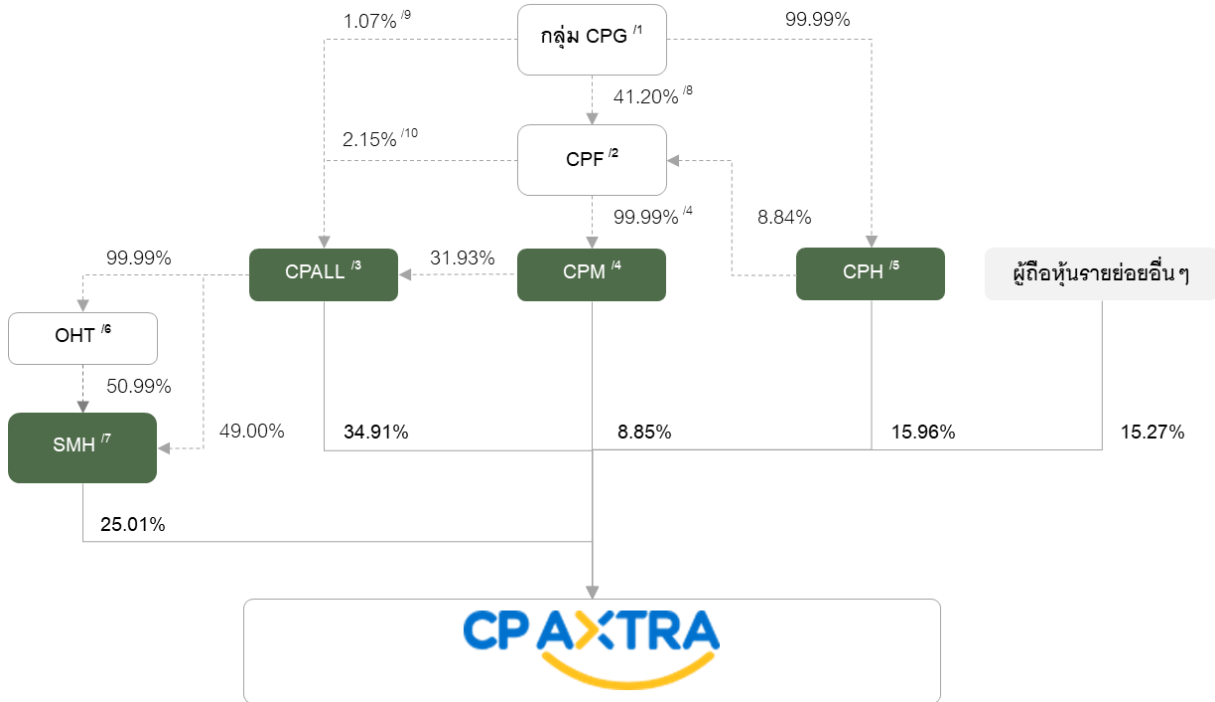 1.07% /9
กลุ่ม CPG /1
99.99%
41.20% /8
2.15% /10
CPF /2
99.99% /4
8.84%
99.99%
CPALL /3
31.93%
CPM /4
CPH /5
ผู้ถือหุ้นรายย่อยอื่นๆ
OHT /6
50.99%
SMH /7
49.00%
34.91%
8.85%
15.96%
15.27%
25.01%
CP AXTRA